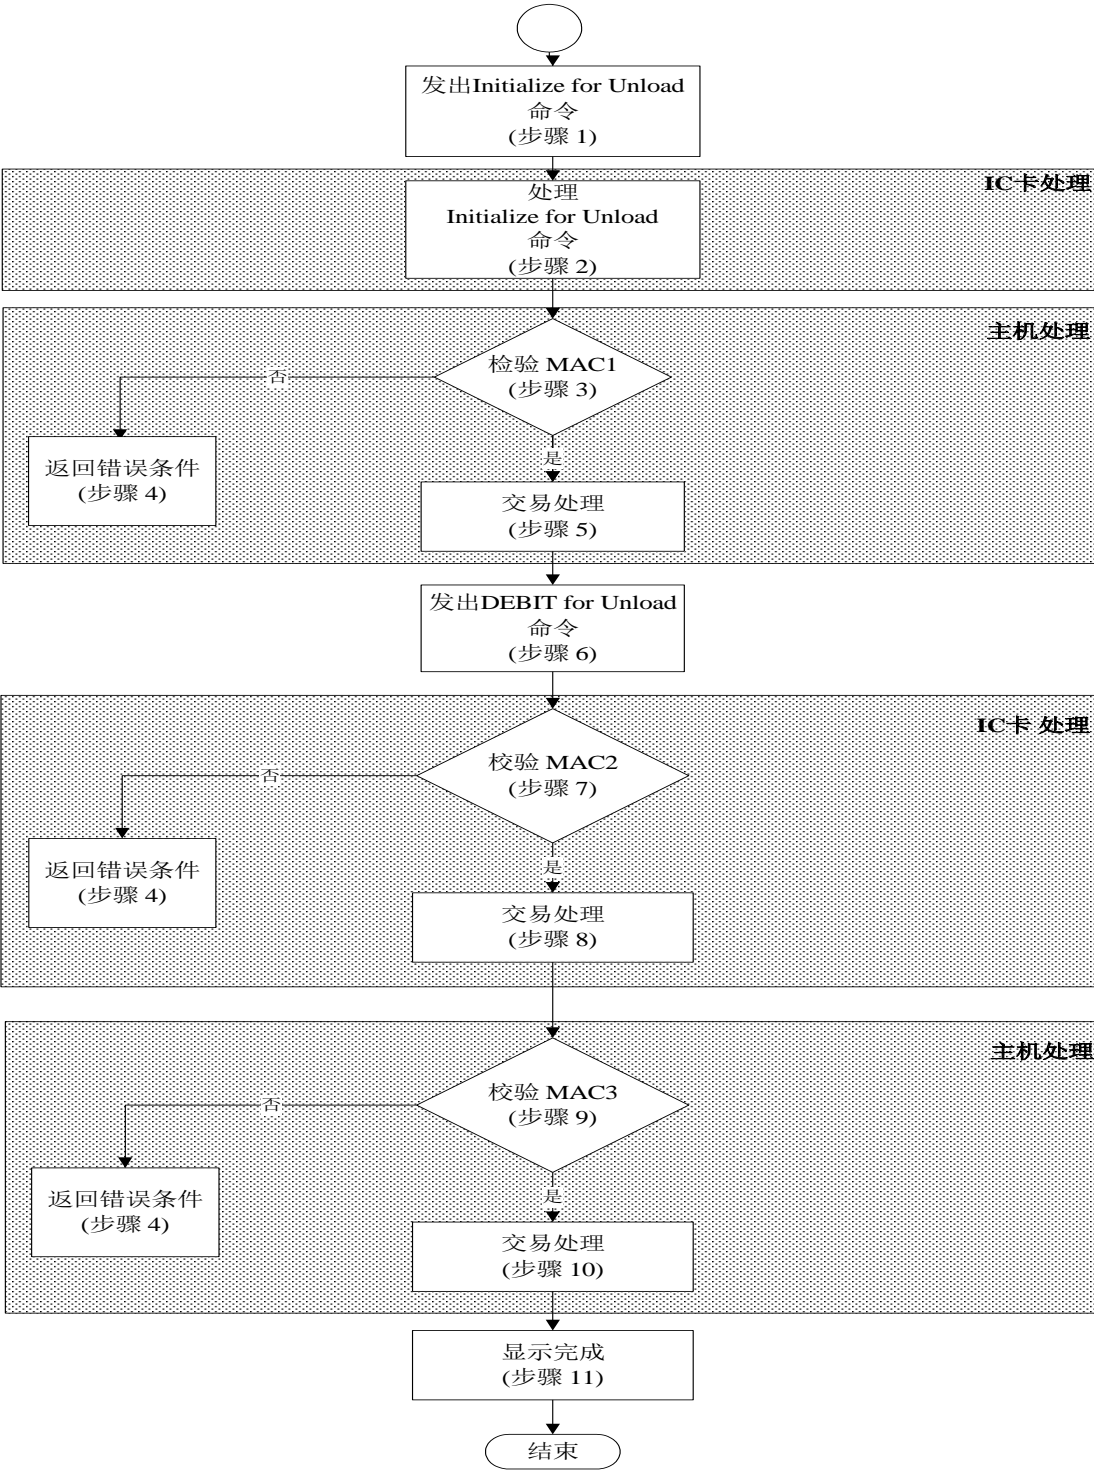 发出Initialize for Unload
命令
(步骤 1)
IC卡处理
处理
Initialize for Unload
命令
(步骤 2)
主机处理
检验 MAC1
(步骤 3)
否
是
返回错误条件
(步骤 4)
交易处理
(步骤 5)
发出DEBIT for Unload
命令
(步骤 6)
IC卡 处理
校验 MAC2
(步骤 7)
否
是
返回错误条件
(步骤 4)
交易处理
(步骤 8)
主机处理
校验 MAC3
(步骤 9)
否
是
返回错误条件
(步骤 4)
交易处理
(步骤 10)
显示完成
(步骤 11)
结束